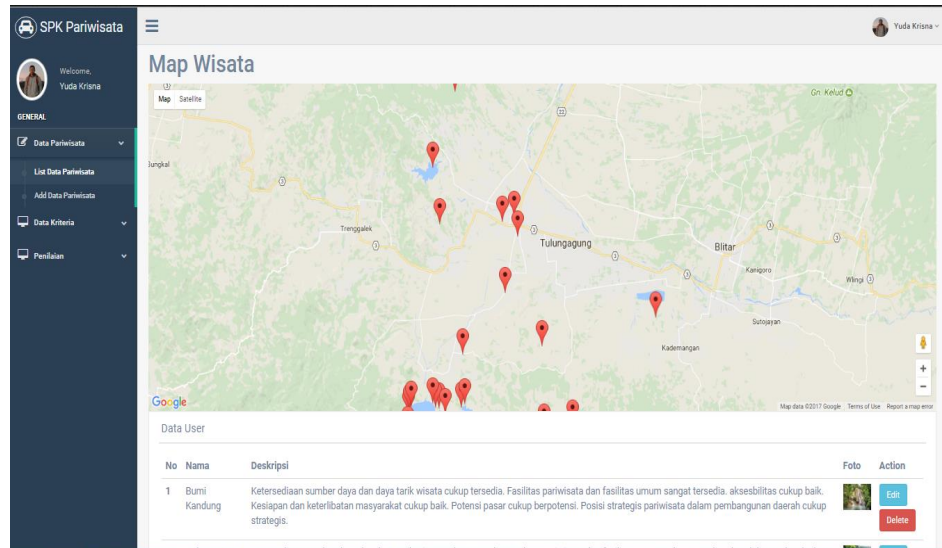 SPK Pariwisata
Yuda Krisna
Welcome,
Yuda Krisna
GENERAL
Data Pariwisata
List Data Pariwisata
Add Data Pariwisata
Data Kriteria
Penilaian
Map Wisata
Map Satellite
Gn. Kelud
Trenggalek
Tulungagung
Blitar
Kanigoro
Wlingi
Sutojayan
Kademangan
Google
Map data ©2017 Google Terms of Use Report a map error
Data User
No Nama Deskripsi Foto Action
1 Bumi Kandung
Ketersediaan sumber daya dan daya tarik wisata cukup tersedia. Fasilitas pariwisata dan fasilitas umum sangat tersedia. aksesbilitas cukup baik.
Kesiapan dan keterlibatan masyarakat cukup baik. Potensi pasar cukup berpotensi. Posisi strategis pariwisata dalam pembangunan daerah cukup
strategis.
Edit
Delete